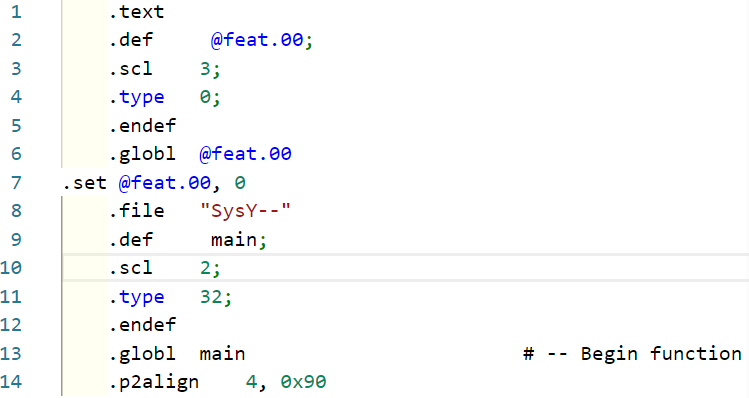 1 .text
2 .def @feat.00;
3 .scl 3;
4 .type 0;
5 .endef
6 .globl @feat.00
7 .set @feat.00, 0
8 .file "SysY--"
9 .def main;
10 .scl 2;
11 .type 32;
12 .endef
13 .globl main # -- Begin function
14 .p2align 4, 0x90